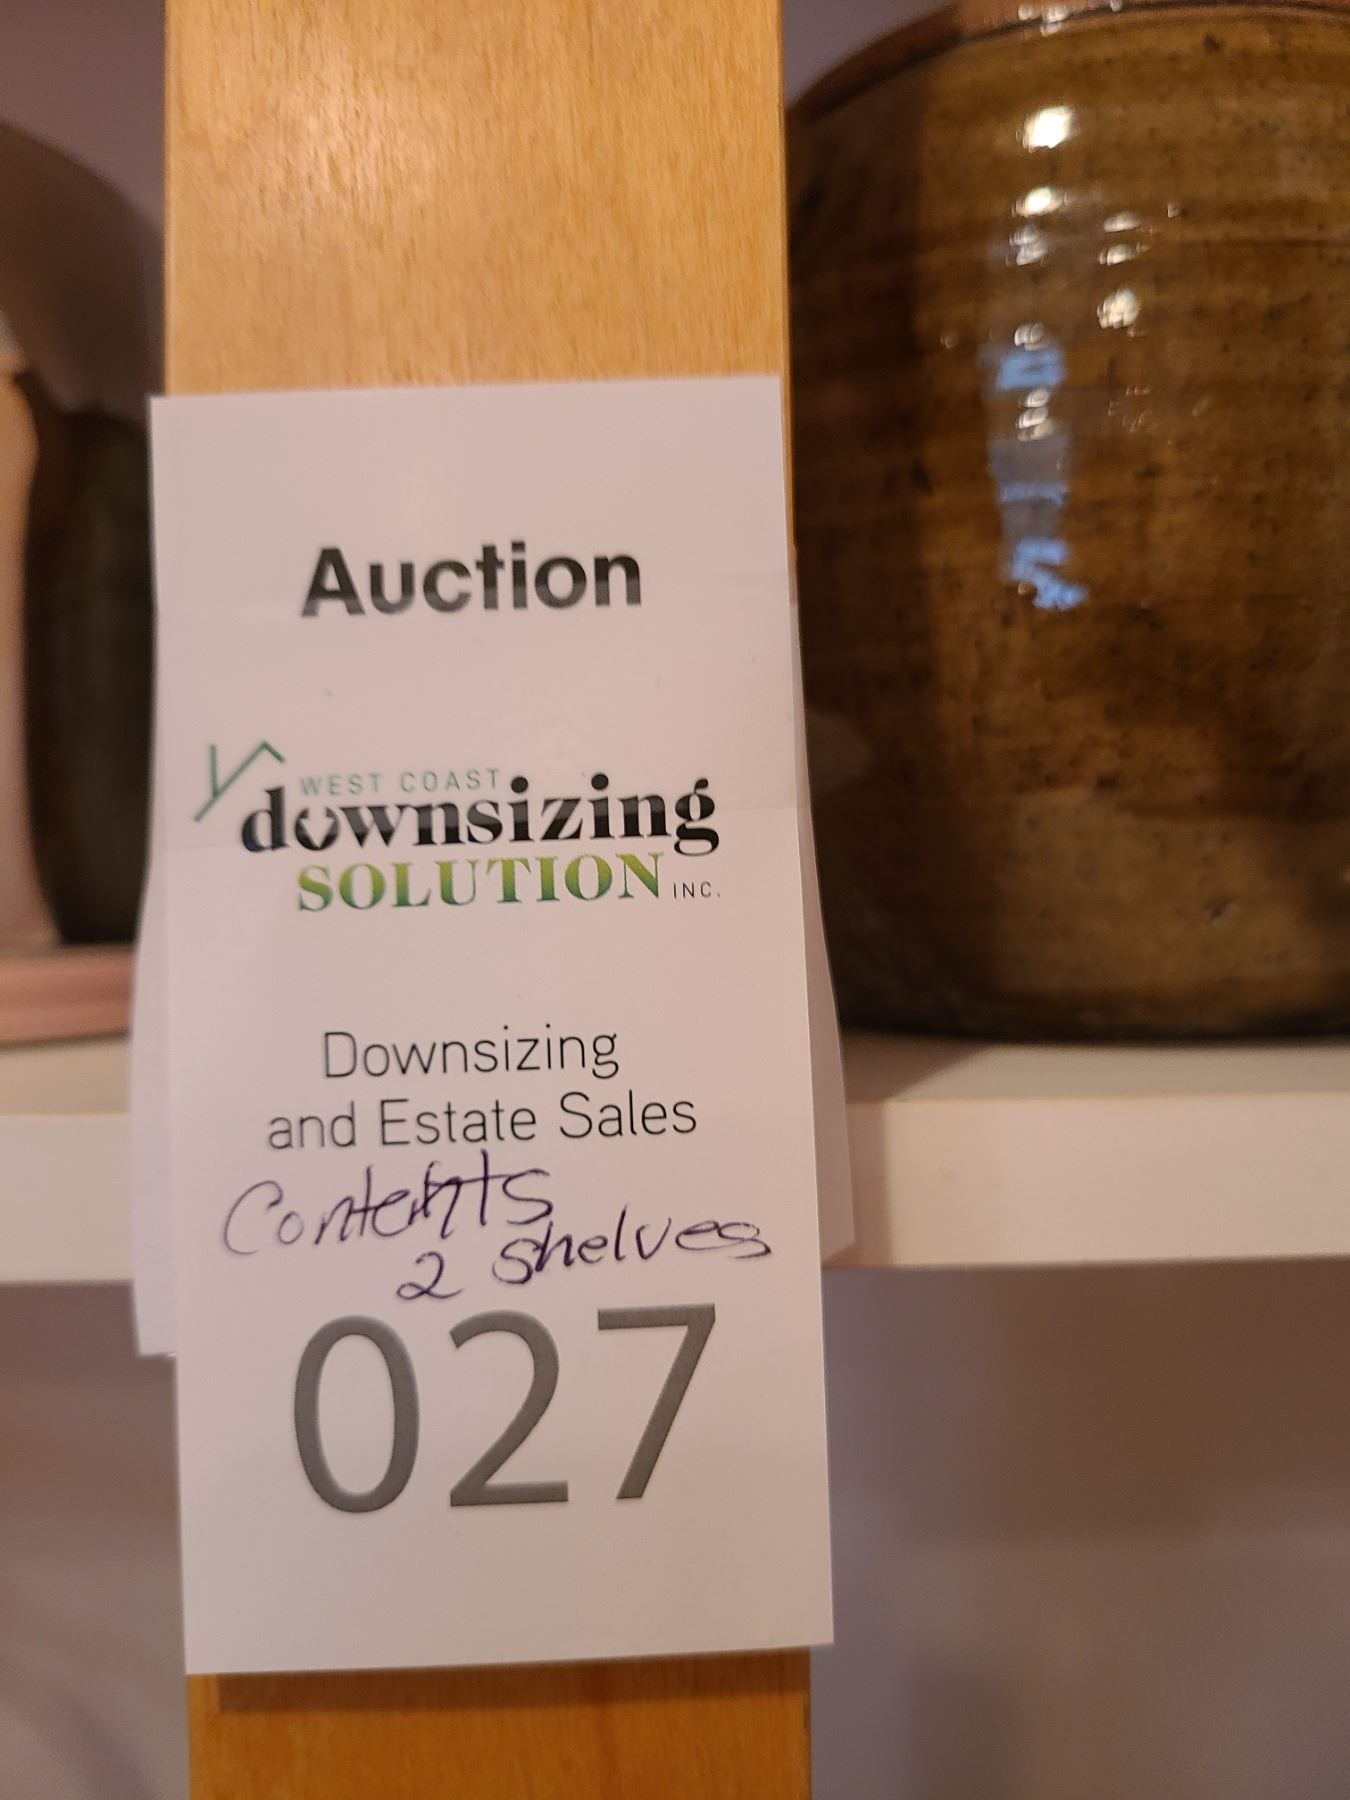 Auction
WEST COAST
downsizing
SOLUTION INC.
Downsizing
and Estate Sales
Contents
2 shelves
027